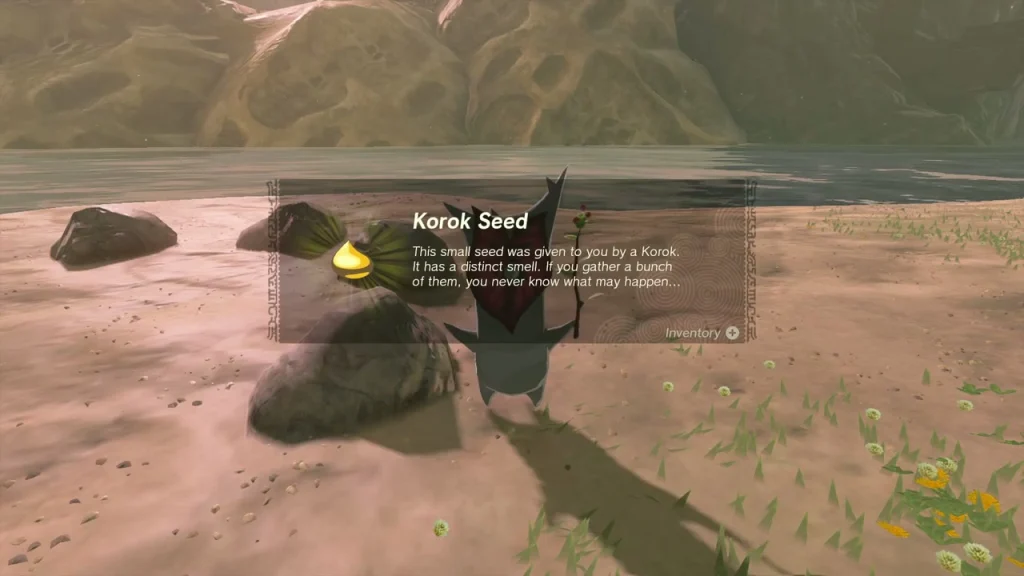 Korok Seed
This small seed was given to you by a Korok.
It has a distinct smell. If you gather a bunch
of them, you never know what may happen...
Inventory